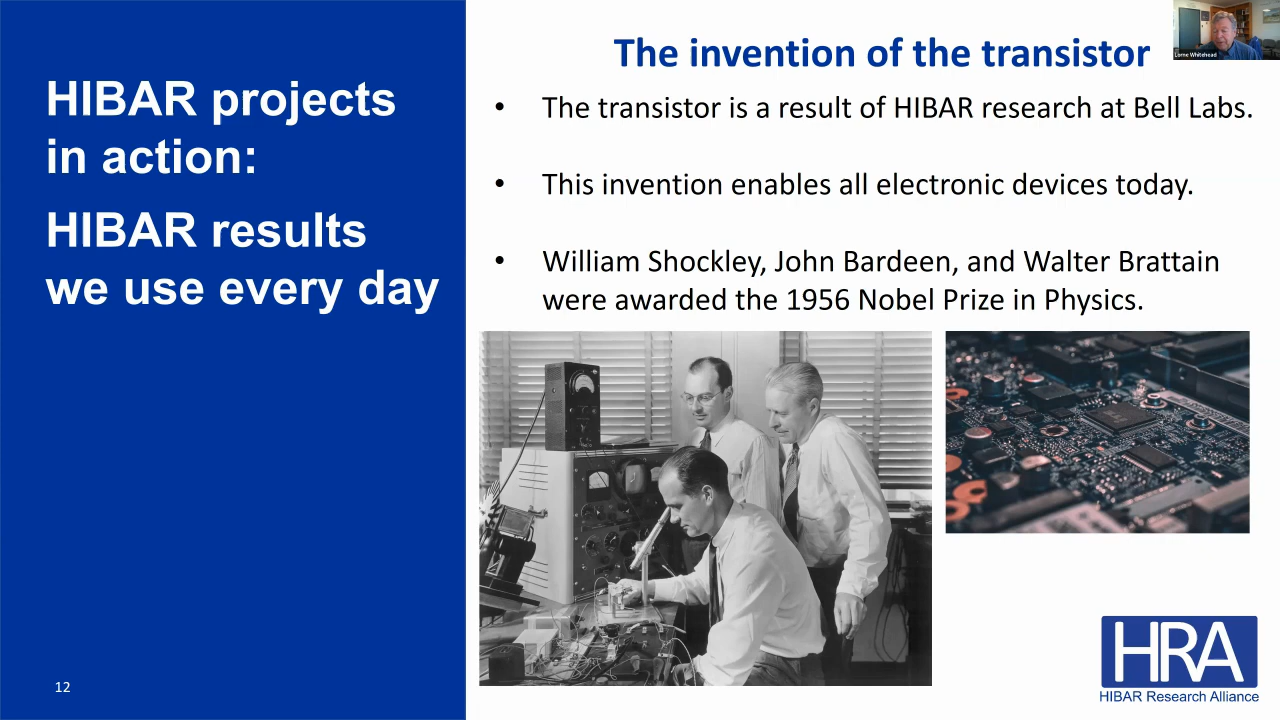 HIBAR projects
in action:
HIBAR results
we use every day
The invention of the transistor
• The transistor is a result of HIBAR research at Bell Labs.
• This invention enables all electronic devices today.
• William Shockley, John Bardeen, and Walter Brattain
were awarded the 1956 Nobel Prize in Physics.
Lorne Whitehead
HRA
HIBAR Research Alliance
12